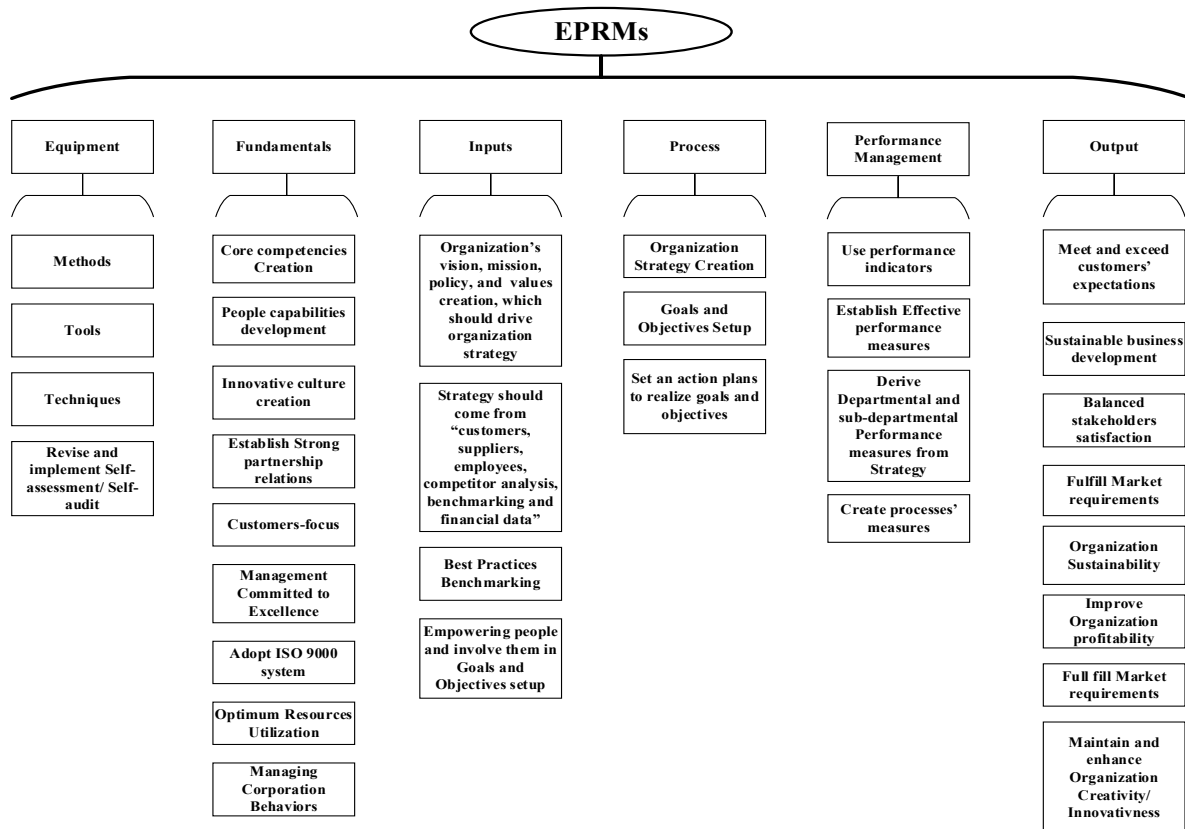 EPRMs
Equipment
Methods
Tools
Techniques
Revise and
implement Self-
assessment/ Self-
audit
Fundamentals
Core competencies
Creation
People capabilities
development
Innovative culture
creation
Establish Strong
partnership
relations
Customers-focus
Management
Committed to
Excellence
Adopt ISO 9000
system
Optimum Resources
Utilization
Managing
Corporation
Behaviors
Inputs
Organization’s
vision, mission,
policy, and values
creation, which
should drive
organization
strategy
Strategy should
come from
“customers,
suppliers,
employees,
competitor analysis,
benchmarking and
financial data”
Best Practices
Benchmarking
Empowering people
and involve them in
Goals and
Objectives setup
Process
Organization
Strategy Creation
Goals and
Objectives Setup
Set an action plans
to realize goals and
objectives
Performance
Management
Use performance
indicators
Establish Effective
performance
measures
Derive
Departmental and
sub-departmental
Performance
measures from
Strategy
Create processes’
measures
Output
Meet and exceed
customers’
expectations
Sustainable business
development
Balanced
stakeholders
satisfaction
Fulfill Market
requirements
Organization
Sustainability
Improve
Organization
profitability
Full fill Market
requirements
Maintain and
enhance
Organization
Creativity/
Innovativness